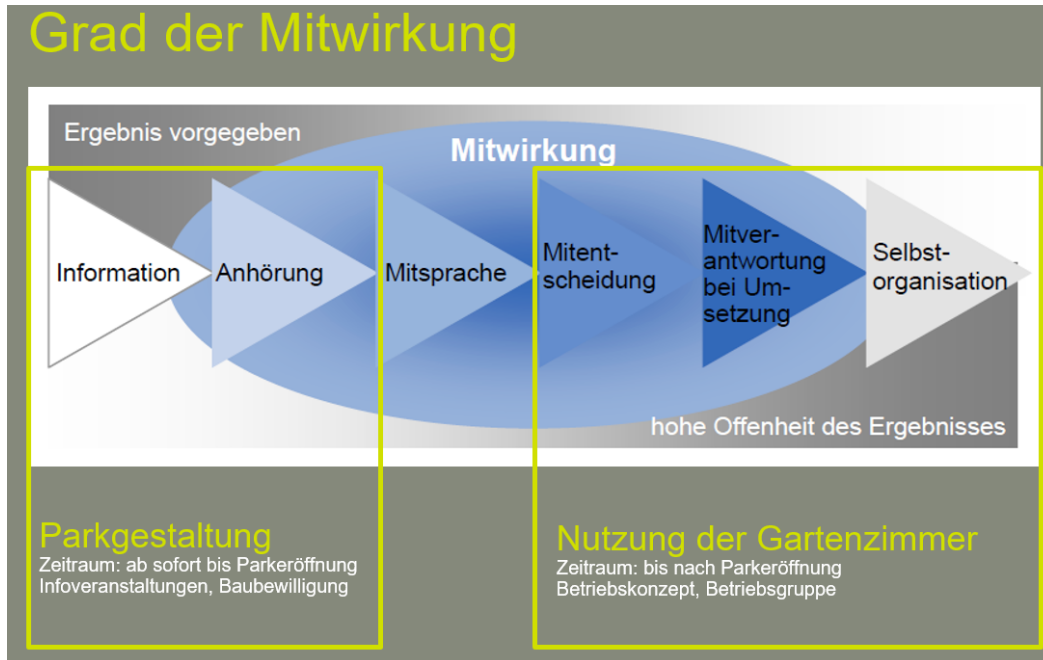 Grad der Mitwirkung
Ergebnis vorgegeben
Mitwirkung
Information
Anhörung
Mitsprache
Mitent-
scheidung
Mitver-
antwortung
bei Um-
setzung
Selbst-
organisation
hohe Offenheit des Ergebnisses
Parkgestaltung
Zeitraum: ab sofort bis Parkeröffnung
Infoveranstaltungen, Baubewilligung
Nutzung der Gartenzimmer
Zeitraum: bis nach Parkeröffnung
Betriebskonzept, Betriebsgruppe